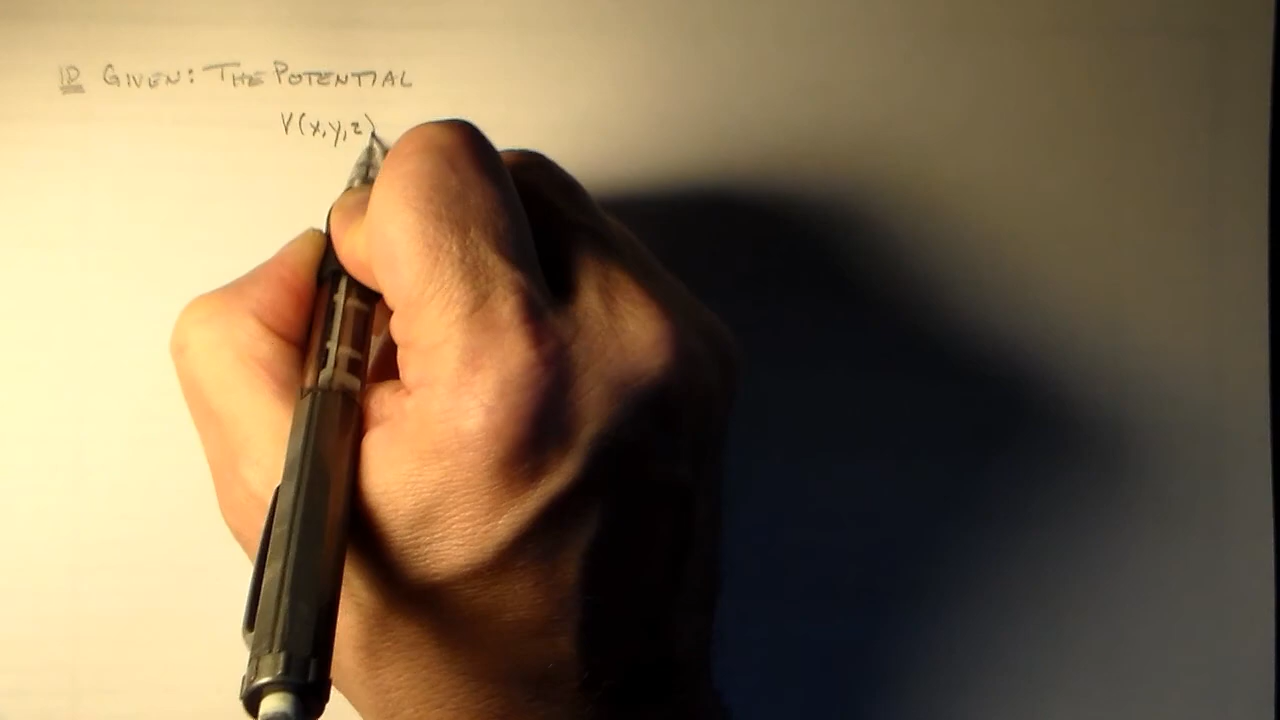 1D GIVEN: THE POTENTIAL
V(x,y,z)